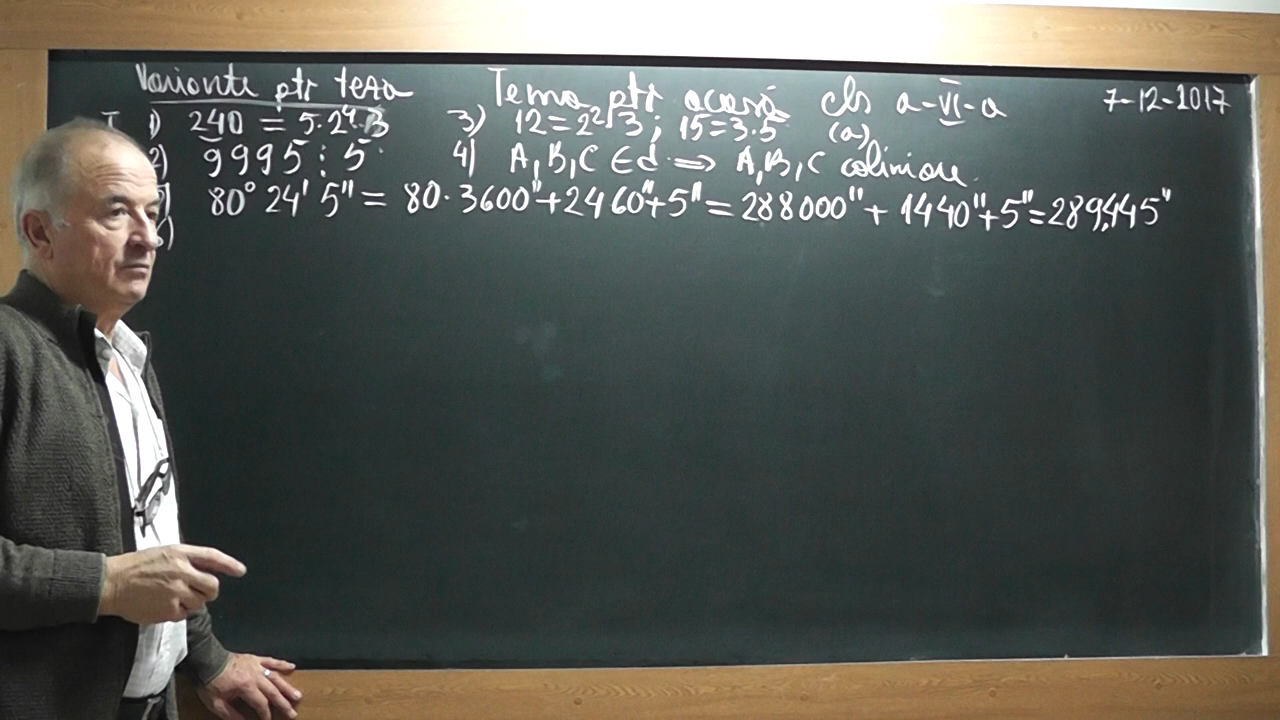 Variante ptr teza Tema ptr acasă cls a-VI-a 7-12-2017
I 1) 240 = 5·2⁴·3 3) 12=2²·3 ; 15=3·5 (a)
2) 9995 ⋮ 5 4) A,B,C ∈ d => A,B,C coliniare.
) 80° 24' 5" = 80·3600"+24 60"+5" = 288000" + 1440"+5"=289445"
)